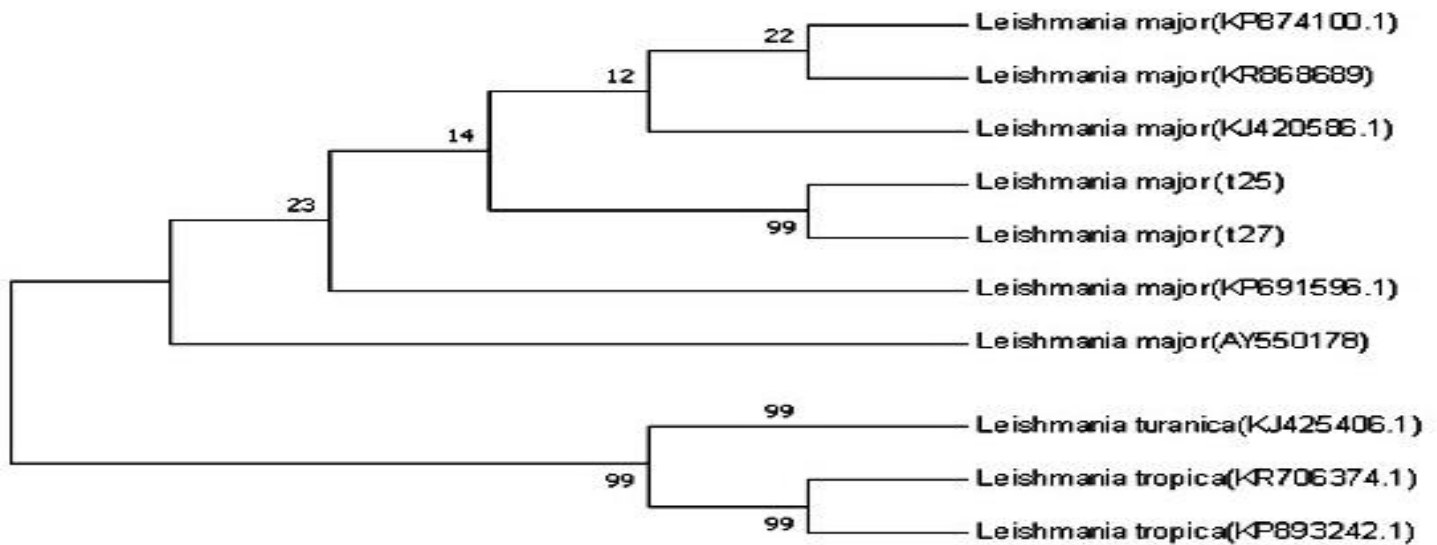 Leishmania major(KP874100.1)
22
Leishmania major(KR868689)
12
Leishmania major(KJ420586.1)
14
Leishmania major(t25)
23
99
Leishmania major(t27)
Leishmania major(KP691596.1)
Leishmania major(AY550178)
99
Leishmania turanica(KJ425406.1)
99
Leishmania tropica(KR706374.1)
99
Leishmania tropica(KP893242.1)